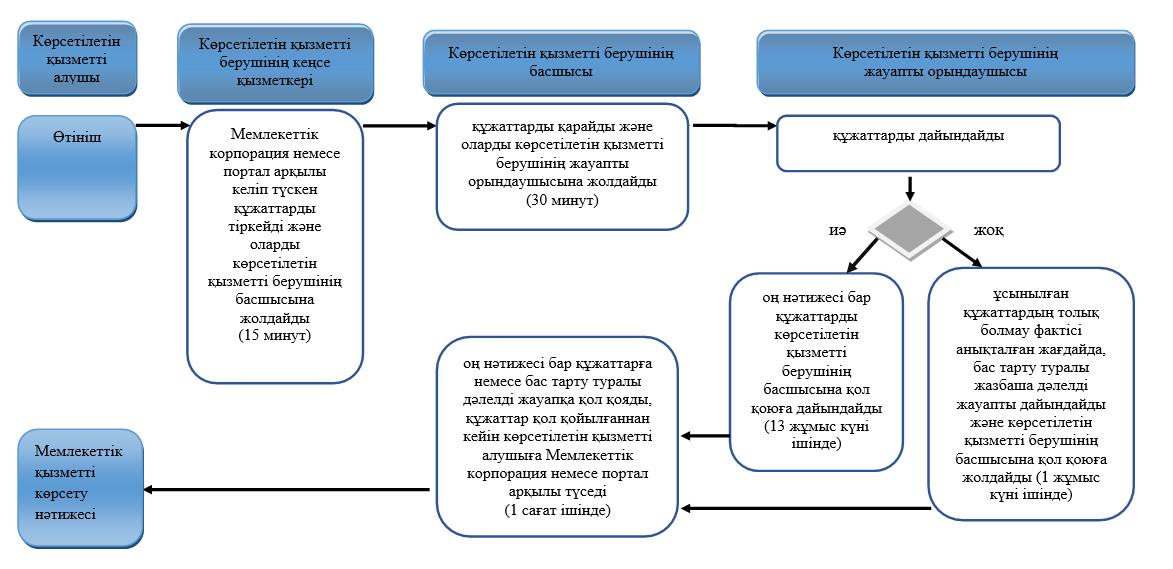 Көрсетілетін
қызметті
алушы
Көрсетілетін қызметті
берушінің кеңсе
қызметкері
Көрсетілетін қызметті берушінің
басшысы
Көрсетілетін қызметті берушінің
жауапты орындаушысы
Өтініш
Мемлекеттік
корпорация немесе
портал арқылы
келіп түскен
құжаттарды
тіркейді және
оларды
көрсетілетін
қызметті берушінің
басшысына
жолдайды
(15 минут)
құжаттарды қарайды және
оларды көрсетілетін қызметті
берушінің жауапты
орындаушысына жолдайды
(30 минут)
құжаттарды дайындайды
иә
жоқ
оң нәтижесі бар
құжаттарды
көрсетілетін
қызметті
берушінің
басшысына қол
қоюға дайындайды
(13 жұмыс күні
ішінде)
ұсынылған
құжаттардың толық
болмау фактісі
анықталған жағдайда,
бас тарту туралы
жазбаша дәлелді
жауапты дайындайды
және көрсетілетін
қызметті берушінің
басшысына қол қоюға
жолдайды (1 жұмыс
күні ішінде)
оң нәтижесі бар құжаттарға
немесе бас тарту туралы
дәлелді жауапқа қол қояды,
құжаттар қол қойылғаннан
кейін көрсетілетін қызметті
алушыға Мемлекеттік
корпорация немесе портал
арқылы түседі
(1 сағат ішінде)
Мемлекеттік
қызметті
көрсету
нәтижесі